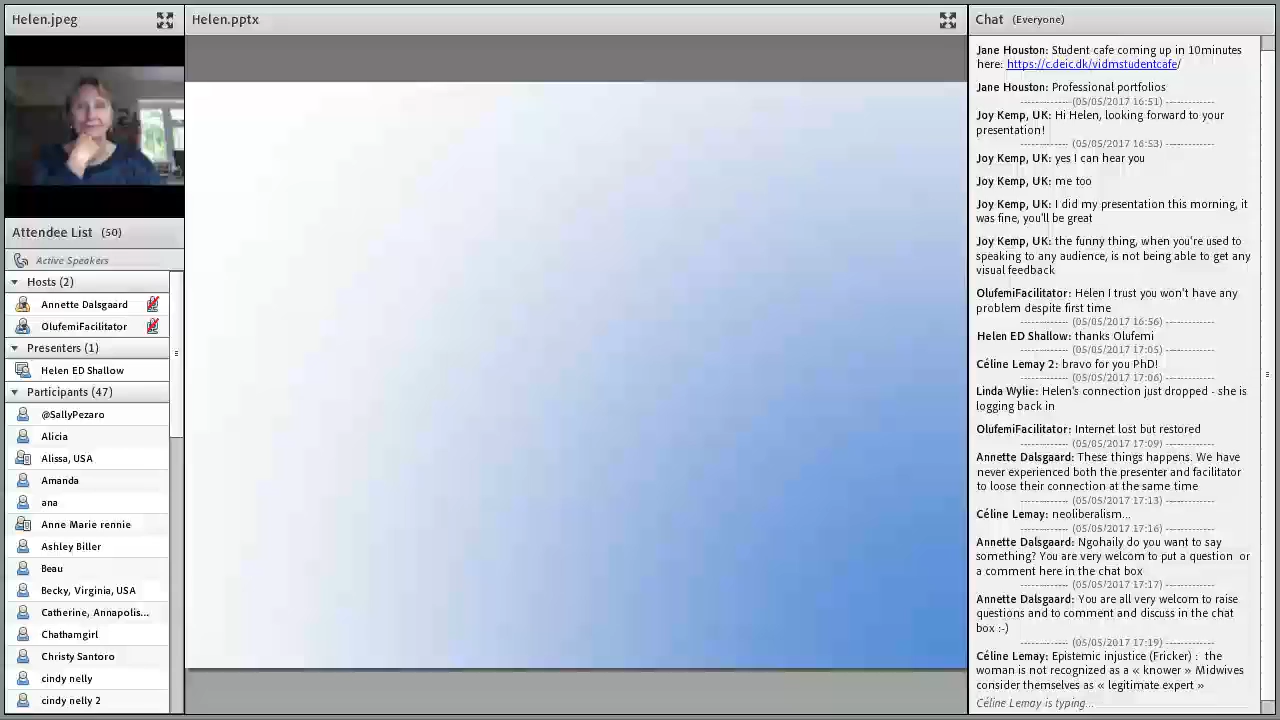 Helen.jpeg
Helen.pptx
Chat (Everyone)
Attendee List (50)
Active Speakers
Hosts (2)
Annette Dalsgaard
OlufemiFacilitator
Presenters (1)
Helen ED Shallow
Participants (47)
@SallyPezaro
Alicia
Alissa, USA
Amanda
ana
Anne Marie rennie
Ashley Biller
Beau
Becky, Virginia, USA
Catherine, Annapolis...
Chathamgirl
Christy Santoro
cindy nelly
cindy nelly 2
Jane Houston: Student cafe coming up in 10minutes
here: https://c.deic.dk/vidmstudentcafe/
Jane Houston: Professional portfolios
------------- (05/05/2017 16:51) -------------
Joy Kemp, UK: Hi Helen, looking forward to your
presentation!
------------- (05/05/2017 16:53) -------------
Joy Kemp, UK: yes I can hear you
Joy Kemp, UK: me too
Joy Kemp, UK: I did my presentation this morning, it
was fine, you'll be great
Joy Kemp, UK: the funny thing, when you're used to
speaking to any audience, is not being able to get any
visual feedback
OlufemiFacilitator: Helen I trust you won't have any
problem despite first time
------------- (05/05/2017 16:56) -------------
Helen ED Shallow: thanks Olufemi
------------- (05/05/2017 17:05) -------------
Céline Lemay 2: bravo for you PhD!
------------- (05/05/2017 17:06) -------------
Linda Wylie: Helen's connection just dropped - she is
logging back in
OlufemiFacilitator: Internet lost but restored
------------- (05/05/2017 17:09) -------------
Annette Dalsgaard: These things happens. We have
never experienced both the presenter and facilitator
to loose their connection at the same time
------------- (05/05/2017 17:13) -------------
Céline Lemay: neoliberalism...
------------- (05/05/2017 17:16) -------------
Annette Dalsgaard: Ngohaily do you want to say
something? You are very welcom to put a question or
a comment here in the chat box
------------- (05/05/2017 17:17) -------------
Annette Dalsgaard: You are all very welcom to raise
questions and to comment and discuss in the chat
box :-)
------------- (05/05/2017 17:19) -------------
Céline Lemay: Epistemic injustice (Fricker) : the
woman is not recognized as a « knower » Midwives
consider themselves as « legitimate expert »
Céline Lemay is typing...